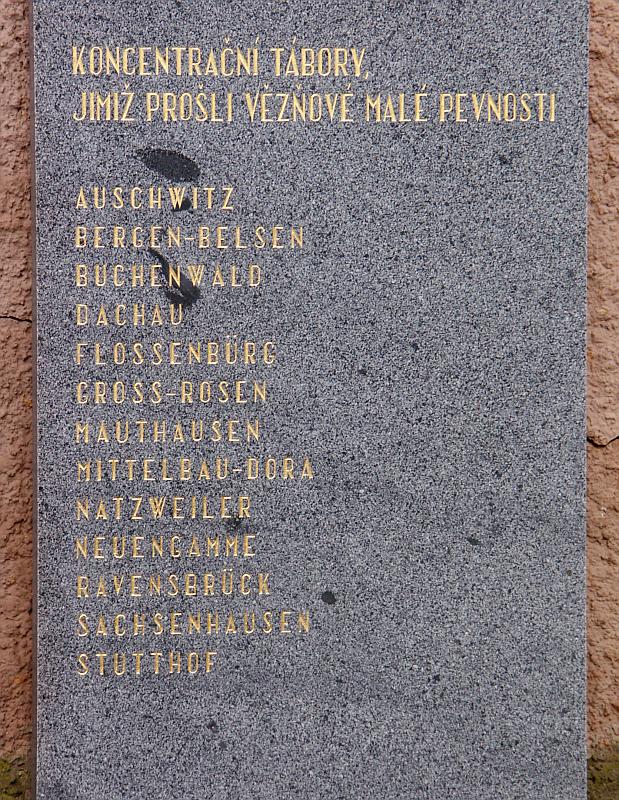 KONCENTRAČNÍ TÁBORY,
JIMIŽ PROŠLI VĚZŇOVÉ MALÉ PEVNOSTI
AUSCHWITZ
BERGEN-BELSEN
BUCHENWALD
DACHAU
FLOSSENBÜRG
GROSS-ROSEN
MAUTHAUSEN
MITTELBAU-DORA
NATZWEILER
NEUENGAMME
RAVENSBRÜCK
SACHSENHAUSEN
STUTTHOF